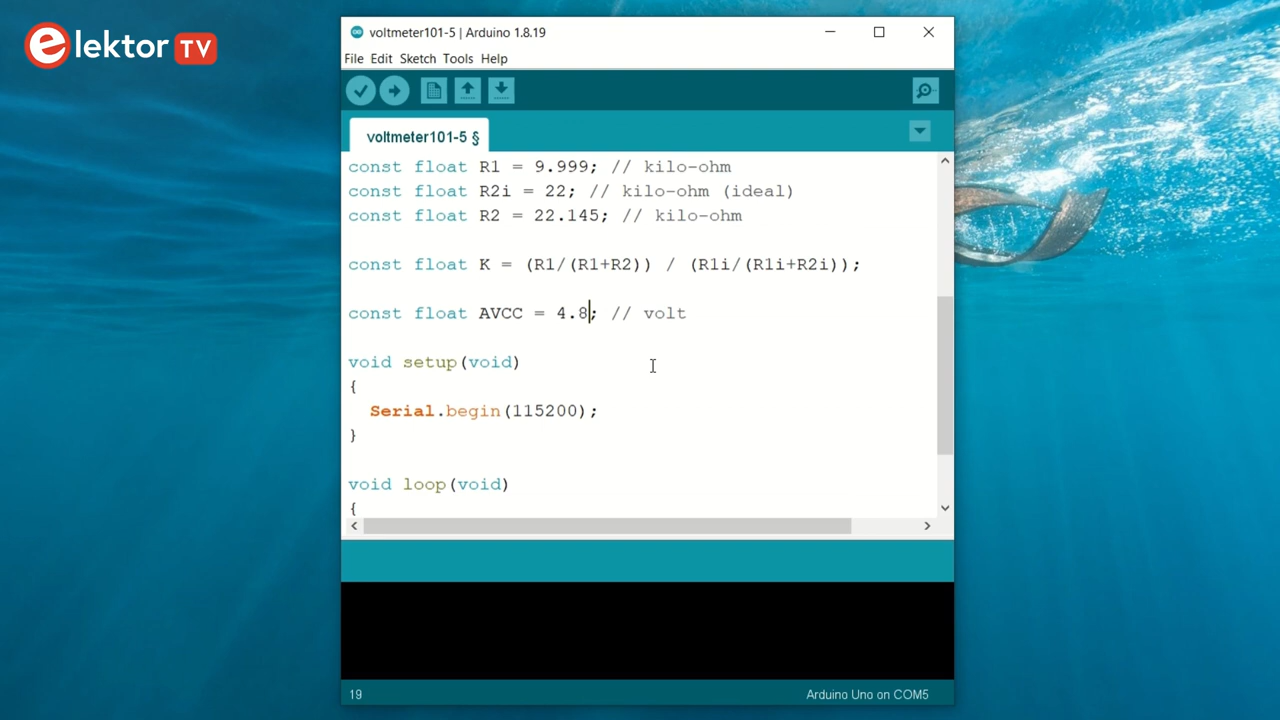 elektor TV
voltmeter101-5 | Arduino 1.8.19
File Edit Sketch Tools Help
voltmeter101-5 §
const float R1 = 9.999; // kilo-ohm
const float R2i = 22; // kilo-ohm (ideal)
const float R2 = 22.145; // kilo-ohm
const float K = (R1/(R1+R2)) / (R1i/(R1i+R2i));
const float AVCC = 4.8; // volt
void setup(void)
{
Serial.begin(115200);
}
void loop(void)
{
19
Arduino Uno on COM5